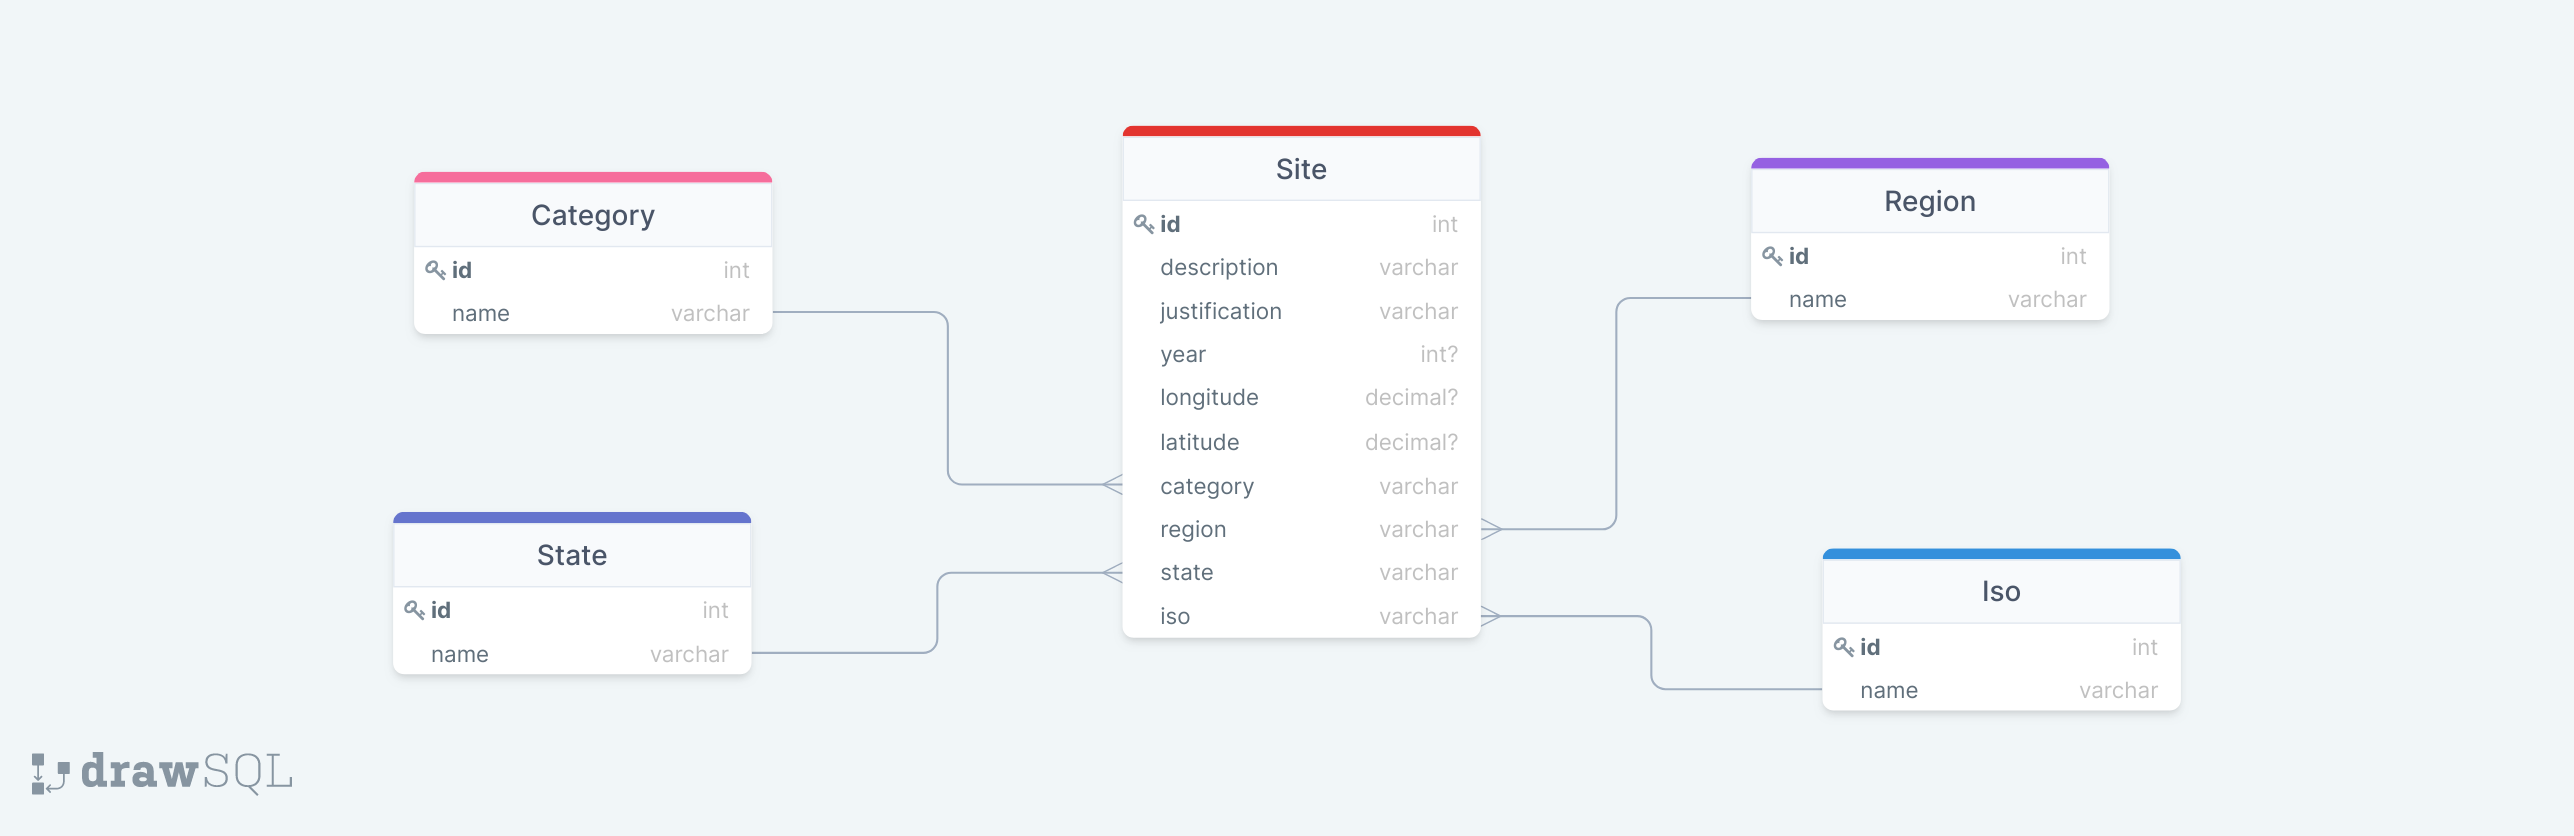 Category
id int
name varchar
State
id int
name varchar
Site
id int
description varchar
justification varchar
year int?
longitude decimal?
latitude decimal?
category varchar
region varchar
state varchar
iso varchar
Region
id int
name varchar
Iso
id int
name varchar
drawSQL